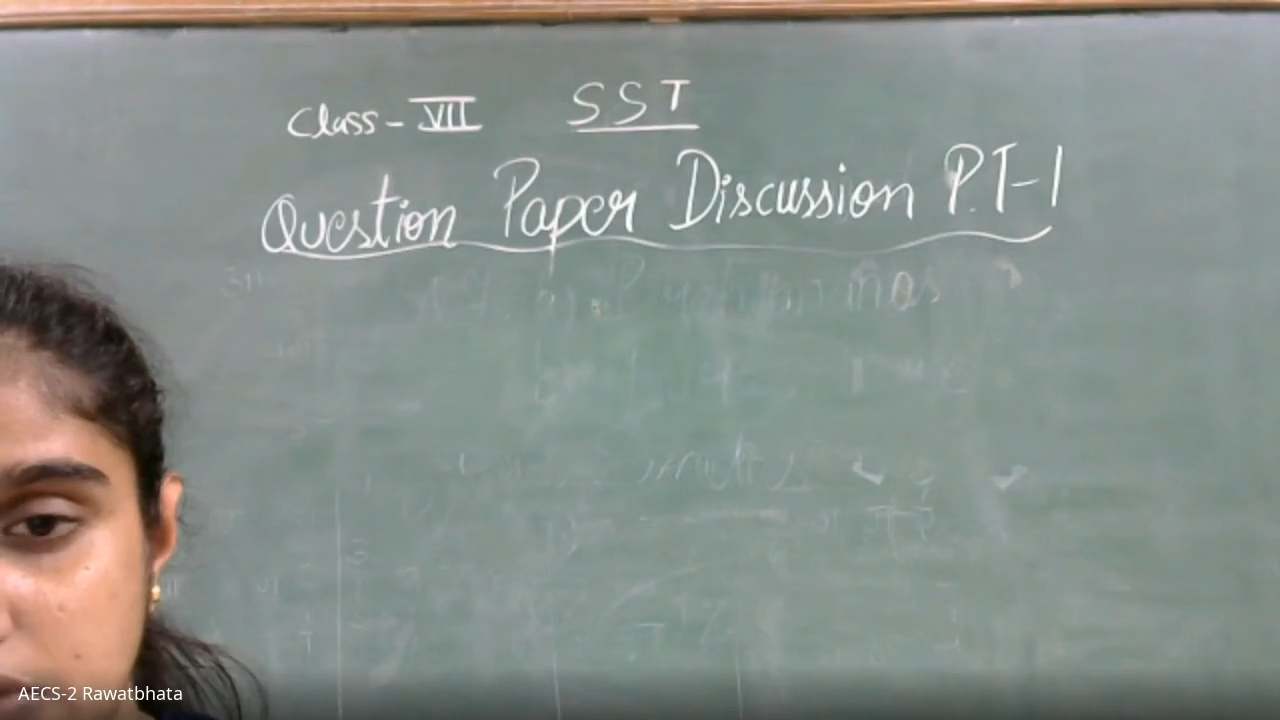 Class - VII SST
Question Paper Discussion P.T-1
AECS-2 Rawatbhata